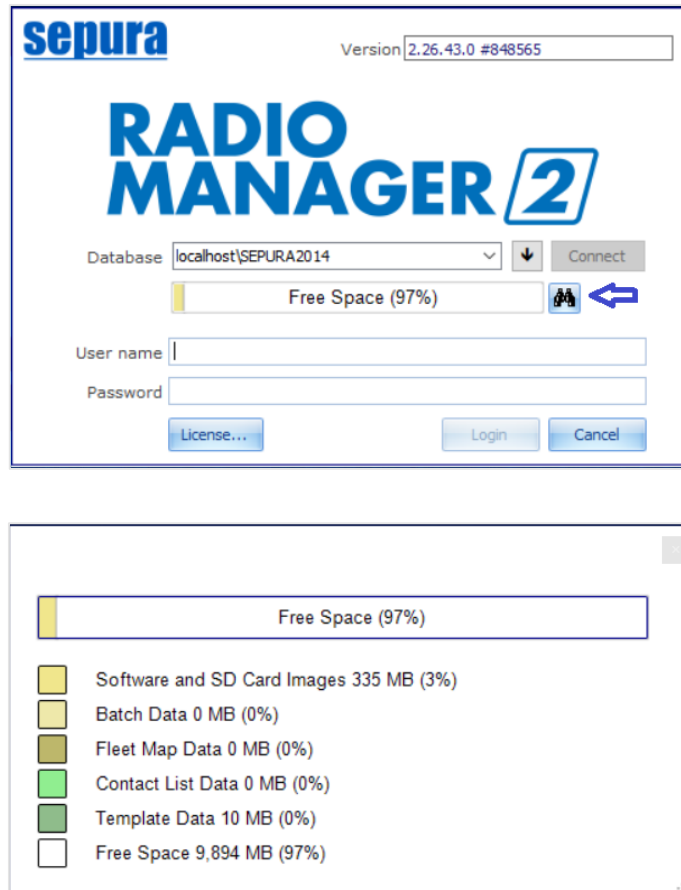 sepura
Version 2.26.43.0 #848565
RADIO
MANAGER 2
Database localhost\SEPURA2014 Connect
Free Space (97%)
User name
Password
License... Login Cancel
Free Space (97%)
Software and SD Card Images 335 MB (3%)
Batch Data 0 MB (0%)
Fleet Map Data 0 MB (0%)
Contact List Data 0 MB (0%)
Template Data 10 MB (0%)
Free Space 9,894 MB (97%)